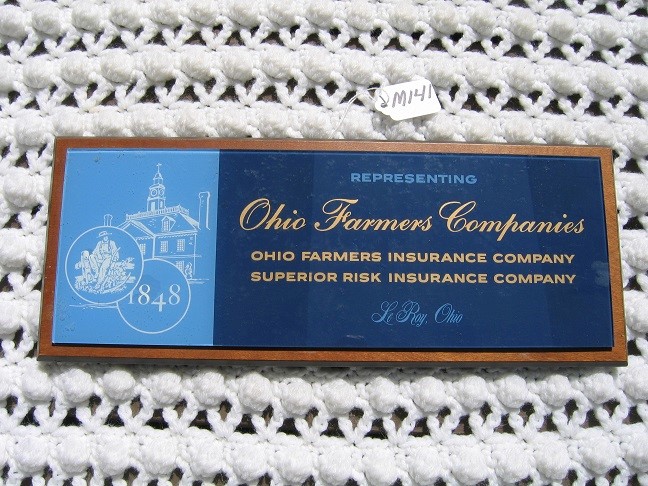 2M141
REPRESENTING
Ohio Farmers Companies
OHIO FARMERS INSURANCE COMPANY
SUPERIOR RISK INSURANCE COMPANY
Le Roy, Ohio
1848